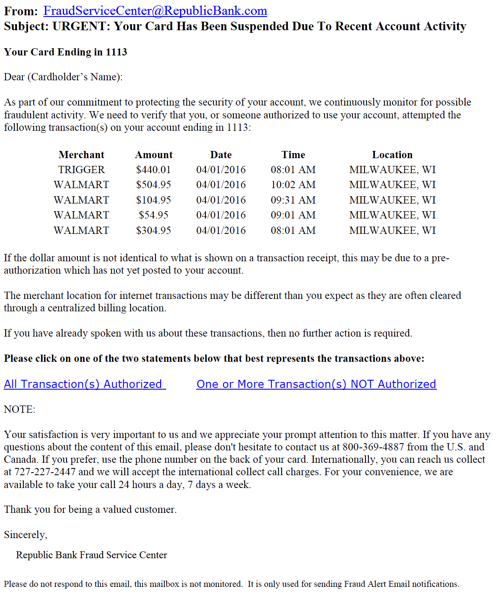 From: FraudServiceCenter@RepublicBank.com
Subject: URGENT: Your Card Has Been Suspended Due To Recent Account Activity
Your Card Ending in 1113
Dear (Cardholder's Name):
As part of our commitment to protecting the security of your account, we continuously monitor for possible
fraudulent activity. We need to verify that you, or someone authorized to use your account, attempted the
following transaction(s) on your account ending in 1113:
Merchant Amount Date Time Location
TRIGGER $440.01 04/01/2016 08:01 AM MILWAUKEE, WI
WALMART $504.95 04/01/2016 10:02 AM MILWAUKEE, WI
WALMART $104.95 04/01/2016 09:31 AM MILWAUKEE, WI
WALMART $54.95 04/01/2016 09:01 AM MILWAUKEE, WI
WALMART $304.95 04/01/2016 08:01 AM MILWAUKEE, WI
If the dollar amount is not identical to what is shown on a transaction receipt, this may be due to a pre-
authorization which has not yet posted to your account.
The merchant location for internet transactions may be different than you expect as they are often cleared
through a centralized billing location.
If you have already spoken with us about these transactions, then no further action is required.
Please click on one of the two statements below that best represents the transactions above:
All Transaction(s) Authorized One or More Transaction(s) NOT Authorized
NOTE:
Your satisfaction is very important to us and we appreciate your prompt attention to this matter. If you have any
questions about the content of this email, please don't hesitate to contact us at 800-369-4887 from the U.S. and
Canada. If you prefer, use the phone number on the back of your card. Internationally, you can reach us collect
at 727-227-2447 and we will accept the international collect call charges. For your convenience, we are
available to take your call 24 hours a day, 7 days a week.
Thank you for being a valued customer.
Sincerely,
Republic Bank Fraud Service Center
Please do not respond to this email, this mailbox is not monitored. It is only used for sending Fraud Alert Email notifications.